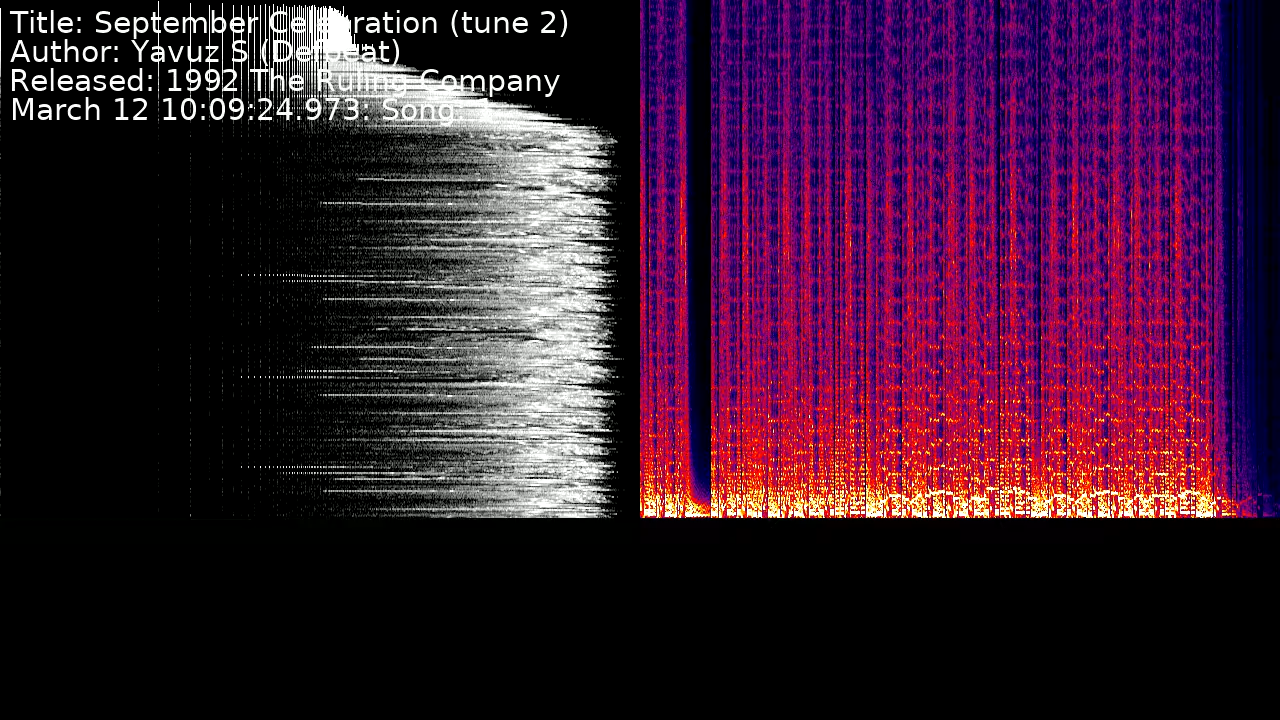 Title: September Celebration (tune 2)
Author: Yavuz S (Defbeat)
Released: 1992 The Ruling Company
March 12 10:09:24.973. Song: 1